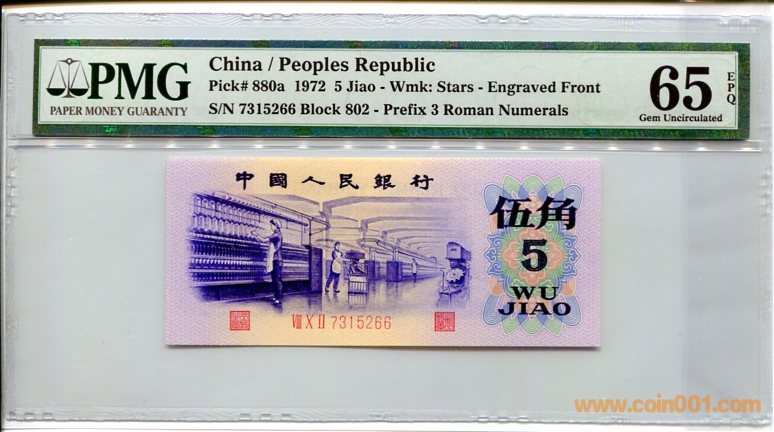 PMG
PAPER MONEY GUARANTY
China / Peoples Republic
Pick# 880a 1972 5 Jiao - Wmk: Stars - Engraved Front
S/N 7315266 Block 802 - Prefix 3 Roman Numerals
65
EPQ
Gem Uncirculated
中國人民銀行
伍角
5
WU
JIAO
Ⅷ Ⅹ Ⅱ 7315266
www.coin001.com